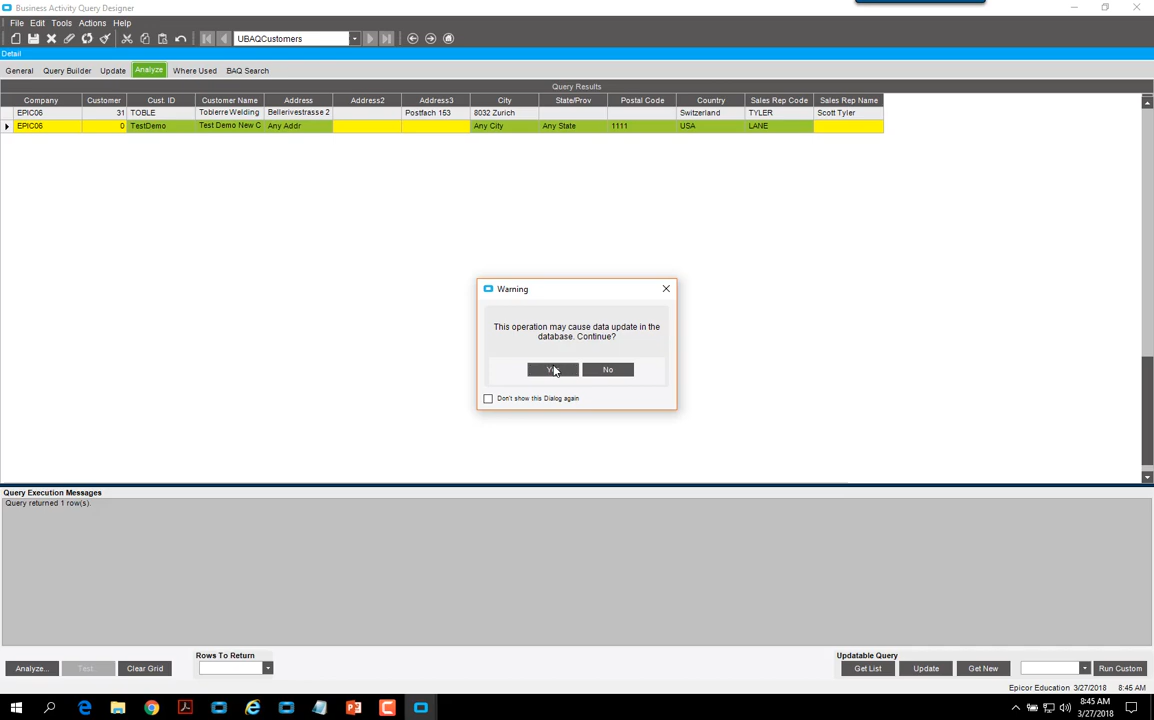 Business Activity Query Designer
File Edit Tools Actions Help
UBAQCustomers
Detail
General Query Builder Update Analyze Where Used BAQ Search
Query Results
Company Customer Cust. ID Customer Name Address Address2 Address3 City State/Prov Postal Code Country Sales Rep Code Sales Rep Name
EPIC06 31 TOBLE Toblerre Welding Bellerivestrasse 2 Postfach 153 8032 Zurich Switzerland TYLER Scott Tyler
EPIC06 0 TestDemo Test Demo New C Any Addr Any City Any State 1111 USA LANE
Warning
This operation may cause data update in the
database. Continue?
No
Don't show this Dialog again
Query Execution Messages
Query returned 1 row(s).
Rows To Return
Updatable Query
Analyze... Test Clear Grid Get List Update Get New Run Custom
Epicor Education 3/27/2018 8:45 AM
8:45 AM
3/27/2018